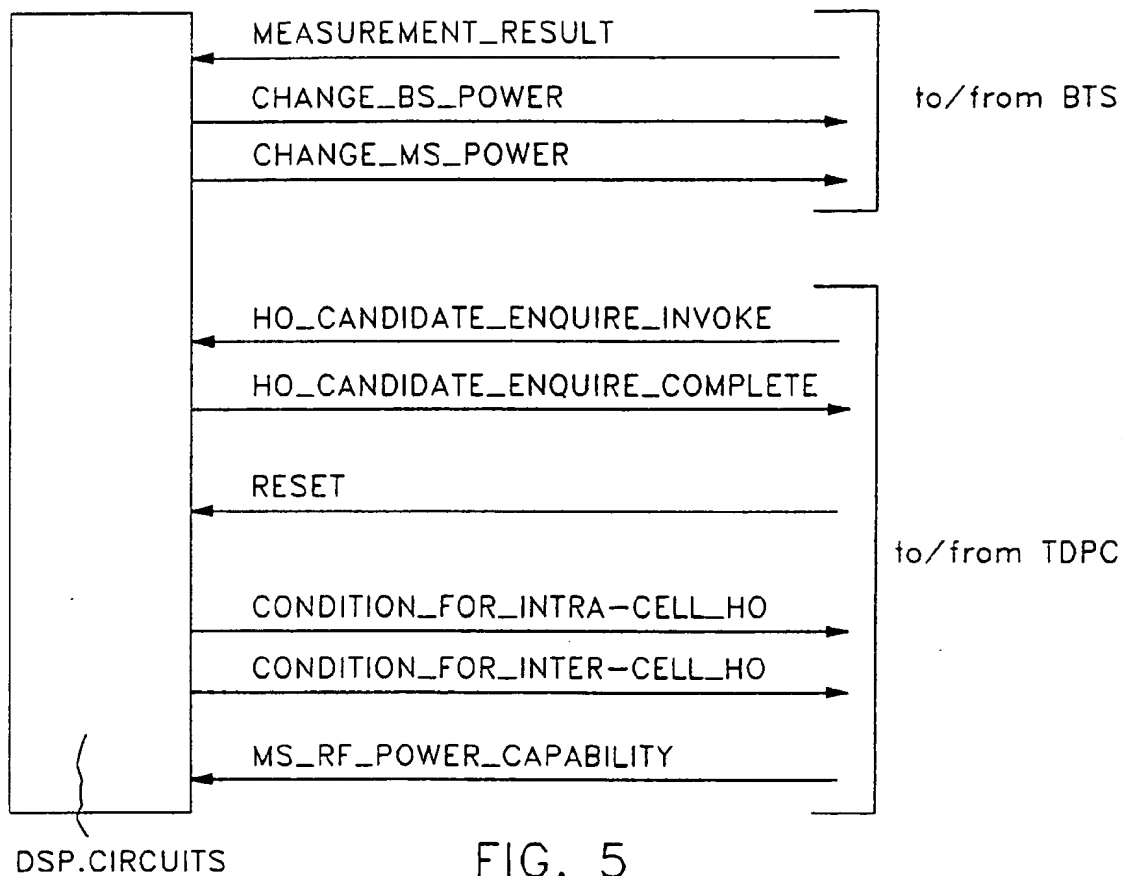 MEASUREMENT_RESULT
CHANGE_BS_POWER
CHANGE_MS_POWER
to/from BTS
HO_CANDIDATE_ENQUIRE_INVOKE
HO_CANDIDATE_ENQUIRE_COMPLETE
RESET
to/from TDPC
CONDITION_FOR_INTRA-CELL_HO
CONDITION_FOR_INTER-CELL_HO
MS_RF_POWER_CAPABILITY
DSP.CIRCUITS
FIG. 5